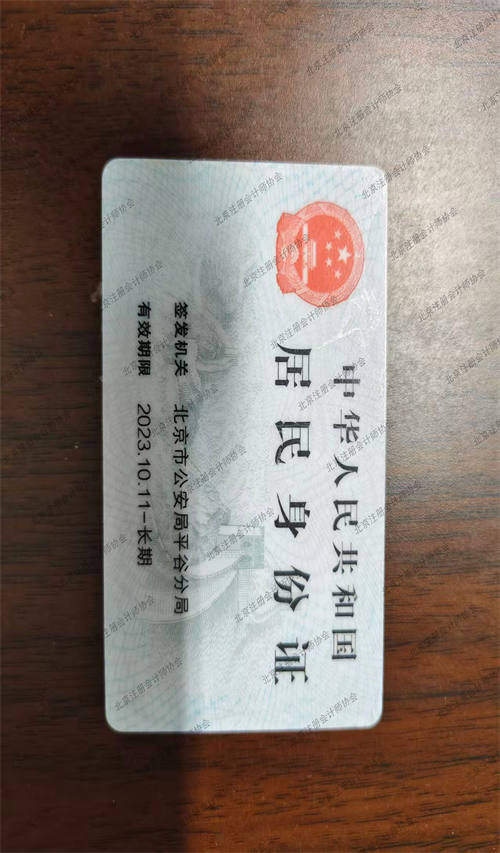 中华人民共和国
居民身份证
签发机关 北京市公安局平谷分局
有效期限 2023.10.11-长期
北京注册会计师协会